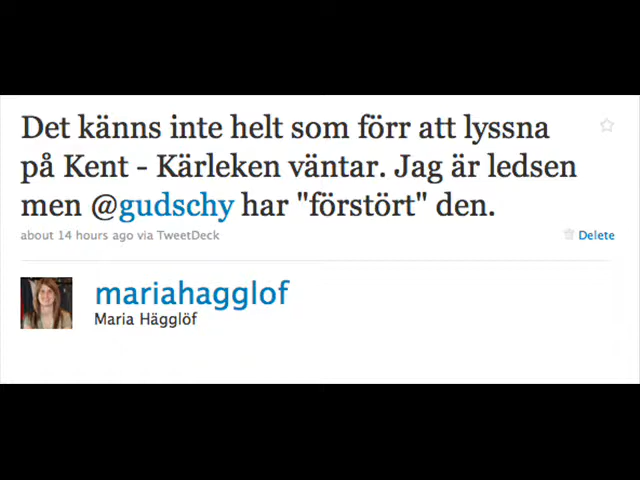 Det känns inte helt som förr att lyssna
på Kent - Kärleken väntar. Jag är ledsen
men @gudschy har "förstört" den.
about 14 hours ago via TweetDeck
Delete
mariahagglof
Maria Hägglöf